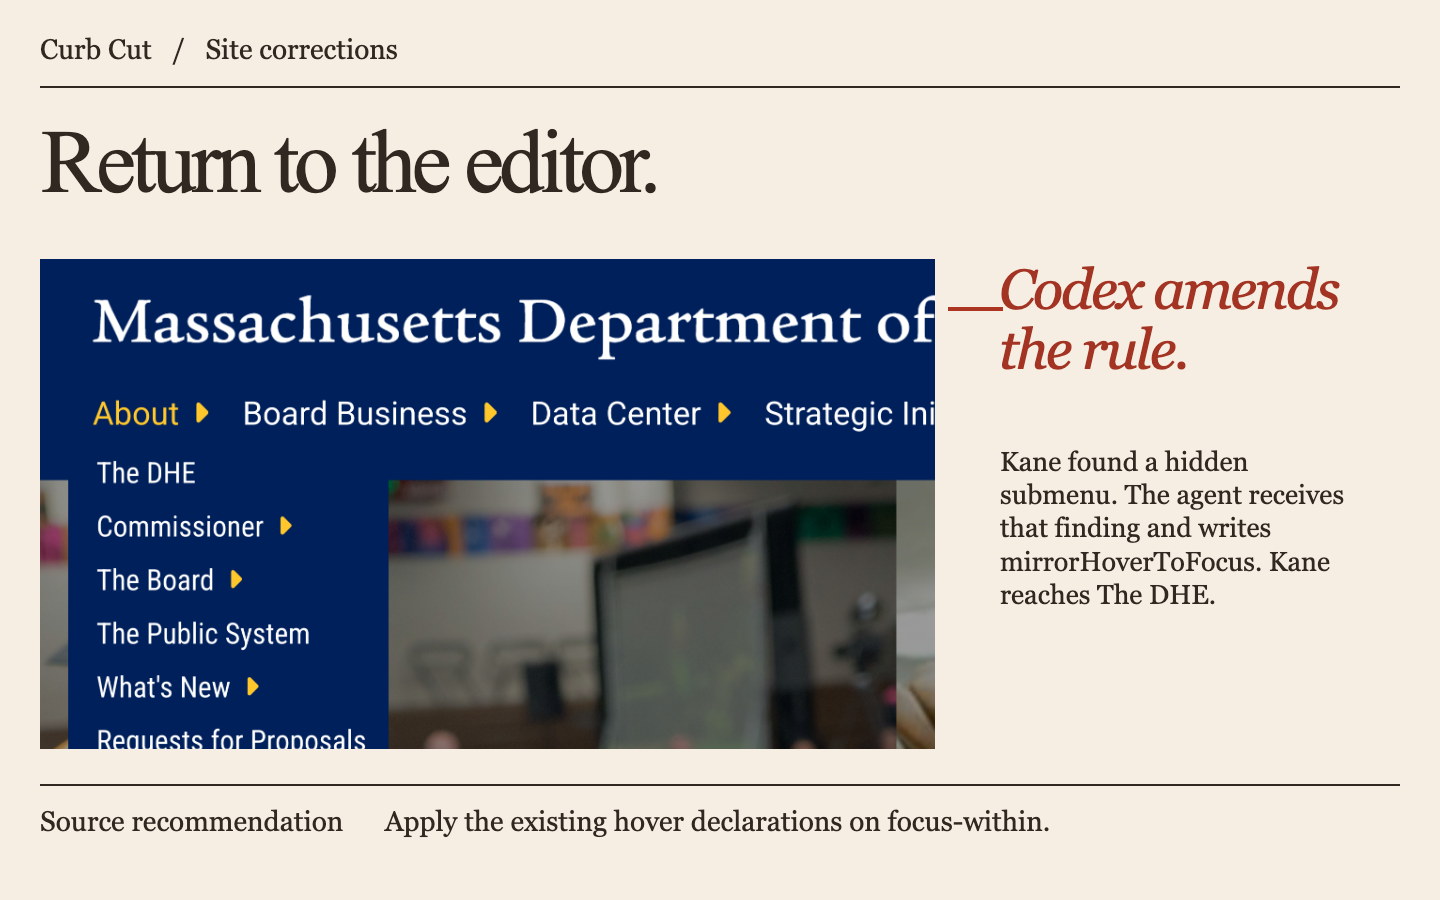 Curb Cut / Site corrections
Return to the editor.
Massachusetts Department of
About Board Business Data Center Strategic Ini
The DHE
Commissioner
The Board
The Public System
What's New
Requests for Proposals
Codex amends
the rule.
Kane found a hidden
submenu. The agent receives
that finding and writes
mirrorHoverToFocus. Kane
reaches The DHE.
Source recommendation Apply the existing hover declarations on focus-within.